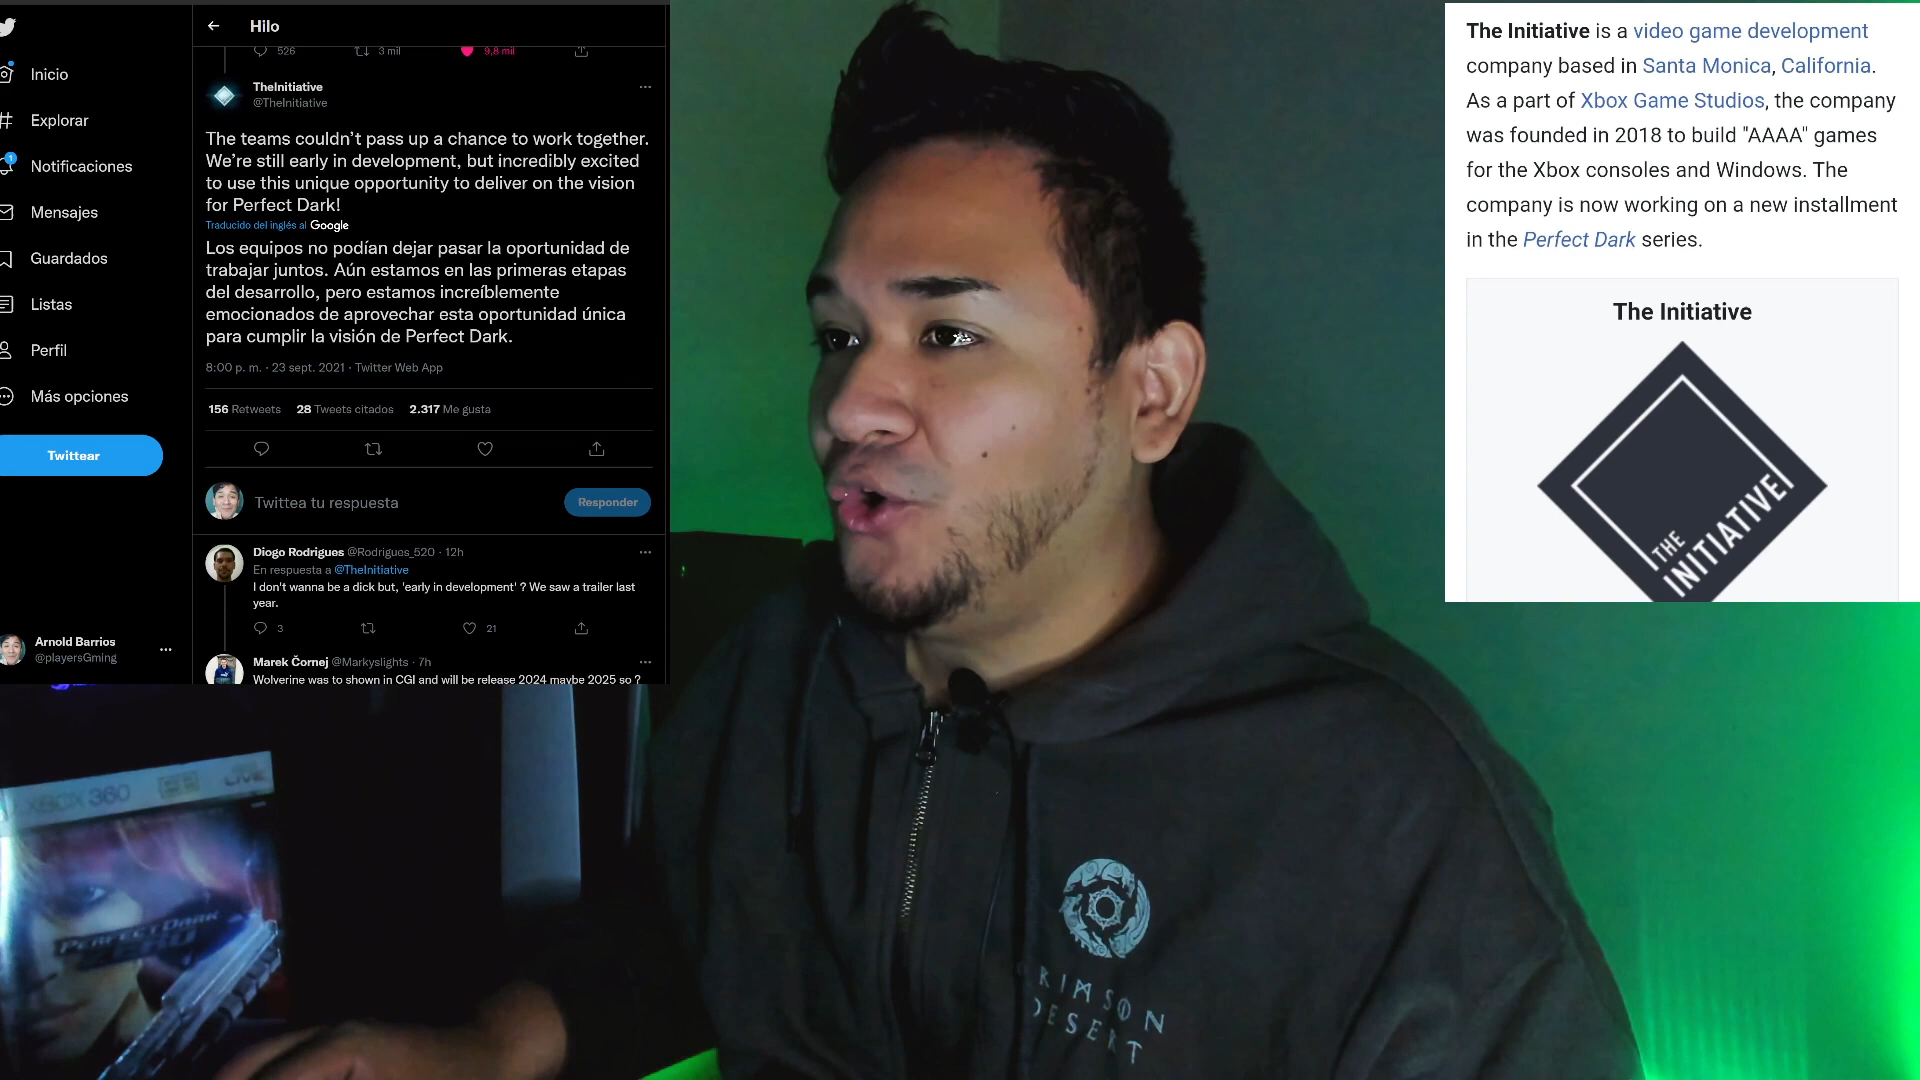 Hilo
526 3 mil 9,8 mil
Inicio
Explorar
1
Notificaciones
Mensajes
Guardados
Listas
Perfil
Más opciones
Twittear
Arnold Barrios
@playersGming
TheInitiative
@TheInitiative
The teams couldn’t pass up a chance to work together.
We’re still early in development, but incredibly excited
to use this unique opportunity to deliver on the vision
for Perfect Dark!
Traducido del inglés al Google
Los equipos no podían dejar pasar la oportunidad de
trabajar juntos. Aún estamos en las primeras etapas
del desarrollo, pero estamos increíblemente
emocionados de aprovechar esta oportunidad única
para cumplir la visión de Perfect Dark.
8:00 p. m. · 23 sept. 2021 · Twitter Web App
156 Retweets 28 Tweets citados 2.317 Me gusta
Twittea tu respuesta
Responder
Diogo Rodrigues @Rodrigues_520 · 12h
En respuesta a @TheInitiative
I don't wanna be a dick but, 'early in development' ? We saw a trailer last
year.
3 21
Marek Čornej @Markyslights · 7h
Wolverine was to shown in CGI and will be release 2024 maybe 2025 so ?
The Initiative is a video game development
company based in Santa Monica, California.
As a part of Xbox Game Studios, the company
was founded in 2018 to build "AAAA" games
for the Xbox consoles and Windows. The
company is now working on a new installment
in the Perfect Dark series.
The Initiative
THE
INITIATIVE
XBOX 360
LIVE
PERFECT DARK
RIMSON
DESERT